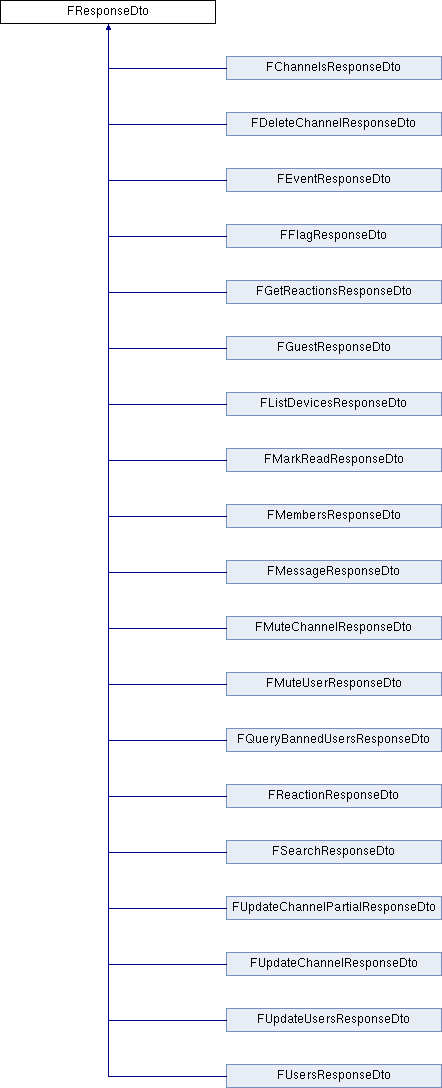 FResponseDto
FChannelsResponseDto
FDeleteChannelResponseDto
FEventResponseDto
FFlagResponseDto
FGetReactionsResponseDto
FGuestResponseDto
FListDevicesResponseDto
FMarkReadResponseDto
FMembersResponseDto
FMessageResponseDto
FMuteChannelResponseDto
FMuteUserResponseDto
FQueryBannedUsersResponseDto
FReactionResponseDto
FSearchResponseDto
FUpdateChannelPartialResponseDto
FUpdateChannelResponseDto
FUpdateUsersResponseDto
FUsersResponseDto